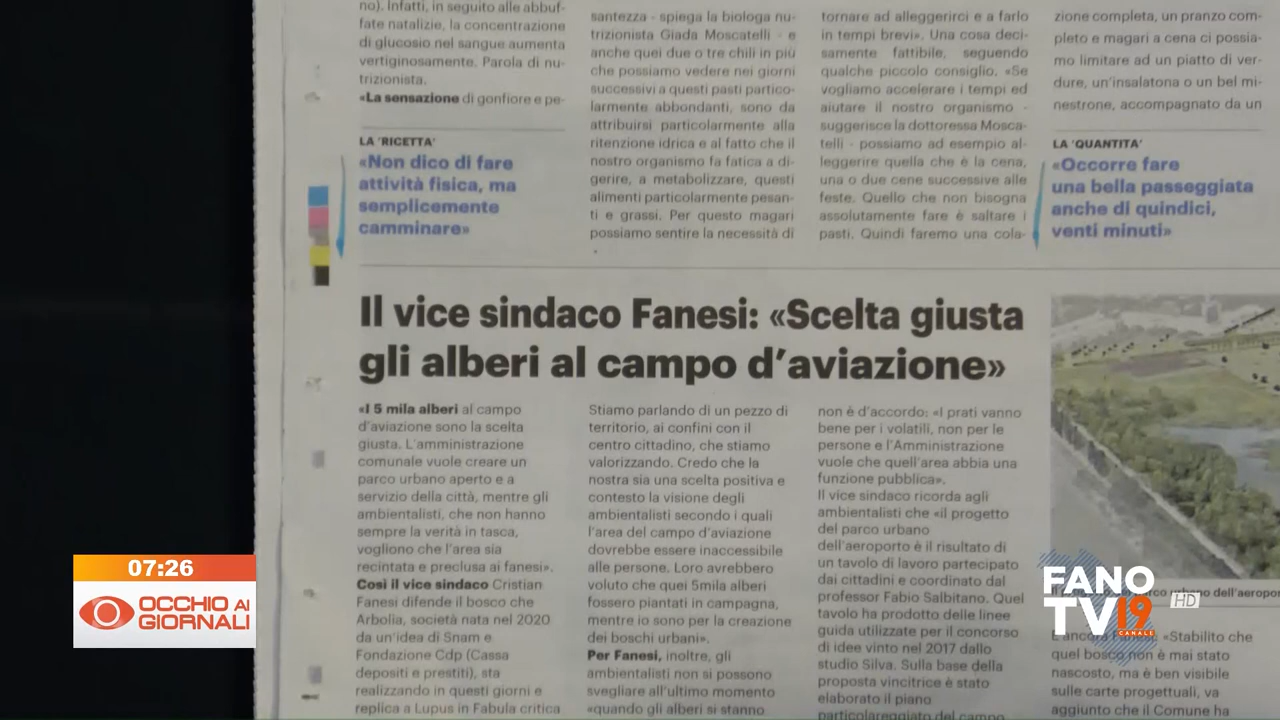 no). Infatti, in seguito alle abbuf-
fate natalizie, la concentrazione
di glucosio nel sangue aumenta
vertiginosamente. Parola di nu-
trizionista.
«La sensazione di gonfiore e pe-
santezza - spiega la biologa nu-
trizionista Giada Moscatelli - e
anche quei due o tre chili in più
che possiamo vedere nei giorni
successivi a questi pasti partico-
larmente abbondanti, sono da
attribuirsi particolarmente alla
ritenzione idrica e al fatto che il
nostro organismo fa fatica a di-
gerire, a metabolizzare, questi
alimenti particolarmente pesan-
ti e grassi. Per questo magari
possiamo sentire la necessità di
tornare ad alleggerirci e a farlo
in tempi brevi». Una cosa deci-
samente fattibile, seguendo
qualche piccolo consiglio. «Se
vogliamo accelerare i tempi ed
aiutare il nostro organismo -
suggerisce la dottoressa Mosca-
telli - possiamo ad esempio al-
leggerire quella che è la cena,
una o due cene successive alle
feste. Quello che non bisogna
assolutamente fare è saltare i
pasti. Quindi faremo una cola-
zione completa, un pranzo com-
pleto e magari a cena ci possia-
mo limitare ad un piatto di ver-
dure, un'insalatona o un bel mi-
nestrone, accompagnato da un
LA 'RICETTA'
«Non dico di fare
attività fisica, ma
semplicemente
camminare»
LA 'QUANTITA'
«Occorre fare
una bella passeggiata
anche di quindici,
venti minuti»
Il vice sindaco Fanesi: «Scelta giusta
gli alberi al campo d'aviazione»
«I 5 mila alberi al campo
d'aviazione sono la scelta
giusta. L'amministrazione
comunale vuole creare un
parco urbano aperto e a
servizio della città, mentre gli
ambientalisti, che non hanno
sempre la verità in tasca,
vogliono che l'area sia
recintata e preclusa ai fanesi».
Così il vice sindaco Cristian
Fanesi difende il bosco che
Arbolia, società nata nel 2020
da un'idea di Snam e
Fondazione Cdp (Cassa
depositi e prestiti), sta
realizzando in questi giorni e
replica a Lupus in Fabula critica
Stiamo parlando di un pezzo di
territorio, ai confini con il
centro cittadino, che stiamo
valorizzando. Credo che la
nostra sia una scelta positiva e
contesto la visione degli
ambientalisti secondo i quali
l'area del campo d'aviazione
dovrebbe essere inaccessibile
alle persone. Loro avrebbero
voluto che quei 5mila alberi
fossero piantati in campagna,
mentre io sono per la creazione
dei boschi urbani».
Per Fanesi, inoltre, gli
ambientalisti non si possono
svegliare all'ultimo momento
«quando gli alberi si stanno
non è d'accordo: «I prati vanno
bene per i volatili, non per le
persone e l'Amministrazione
vuole che quell'area abbia una
funzione pubblica».
Il vice sindaco ricorda agli
ambientalisti che «il progetto
del parco urbano
dell'aeroporto è il risultato di
un tavolo di lavoro partecipato
dai cittadini e coordinato dal
professor Fabio Salbitano. Quel
tavolo ha prodotto delle linee
guida utilizzate per il concorso
di idee vinto nel 2017 dallo
studio Silva. Sulla base della
proposta vincitrice è stato
elaborato il piano
particolareggiato del campo
parco urbano dell'aeropor
E ancora Fanesi: «Stabilito che
quel bosco non è mai stato
nascosto, ma è ben visibile
sulle carte progettuali, va
aggiunto che il Comune ha
07:26
OCCHIO AI
GIORNALI
FANO
TV19
CANALE
HD